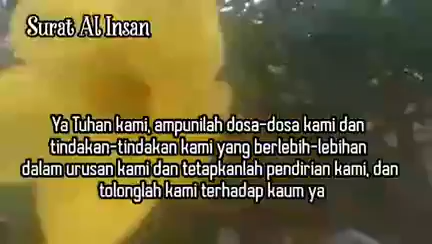 Surat Al Insan
Ya Tuhan kami, ampunilah dosa-dosa kami dan
tindakan-tindakan kami yang berlebih-lebihan
dalam urusan kami dan tetapkanlah pendirian kami, dan
tolonglah kami terhadap kaum ya